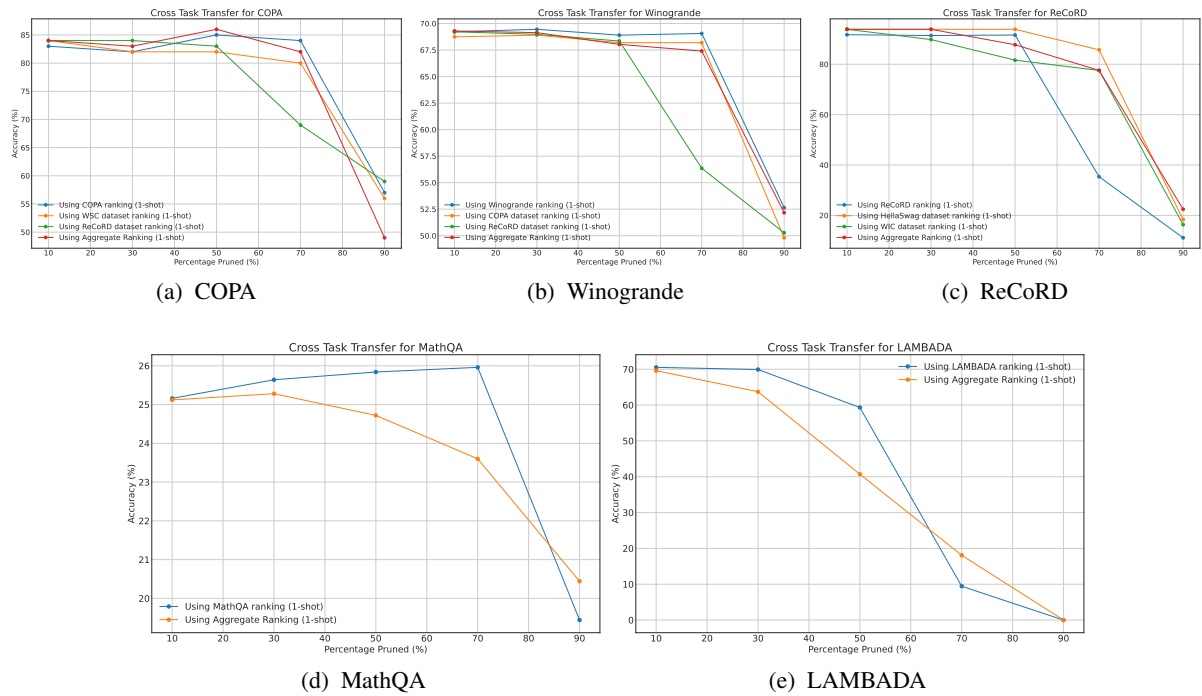 Cross Task Transfer for COPA
85
80
75
70
65
60
55
50
Accuracy (%)
Using COPA ranking (1-shot)
Using WSC dataset ranking (1-shot)
Using ReCoRD dataset ranking (1-shot)
Using Aggregate Ranking (1-shot)
10 20 30 40 50 60 70 80 90
Percentage Pruned (%)
(a) COPA
Cross Task Transfer for Winogrande
70.0
67.5
65.0
62.5
60.0
57.5
55.0
52.5
50.0
Accuracy (%)
Using Winogrande ranking (1-shot)
Using COPA dataset ranking (1-shot)
Using ReCoRD dataset ranking (1-shot)
Using Aggregate Ranking (1-shot)
10 20 30 40 50 60 70 80 90
Percentage Pruned (%)
(b) Winogrande
Cross Task Transfer for ReCoRD
80
60
40
20
Accuracy (%)
Using ReCoRD ranking (1-shot)
Using HellaSwag dataset ranking (1-shot)
Using WIC dataset ranking (1-shot)
Using Aggregate Ranking (1-shot)
10 20 30 40 50 60 70 80 90
Percentage Pruned (%)
(c) ReCoRD
Cross Task Transfer for MathQA
26
25
24
23
22
21
20
Accuracy (%)
Using MathQA ranking (1-shot)
Using Aggregate Ranking (1-shot)
10 20 30 40 50 60 70 80 90
Percentage Pruned (%)
(d) MathQA
Cross Task Transfer for LAMBADA
Using LAMBADA ranking (1-shot)
Using Aggregate Ranking (1-shot)
70
60
50
40
30
20
10
0
Accuracy (%)
10 20 30 40 50 60 70 80 90
Percentage Pruned (%)
(e) LAMBADA